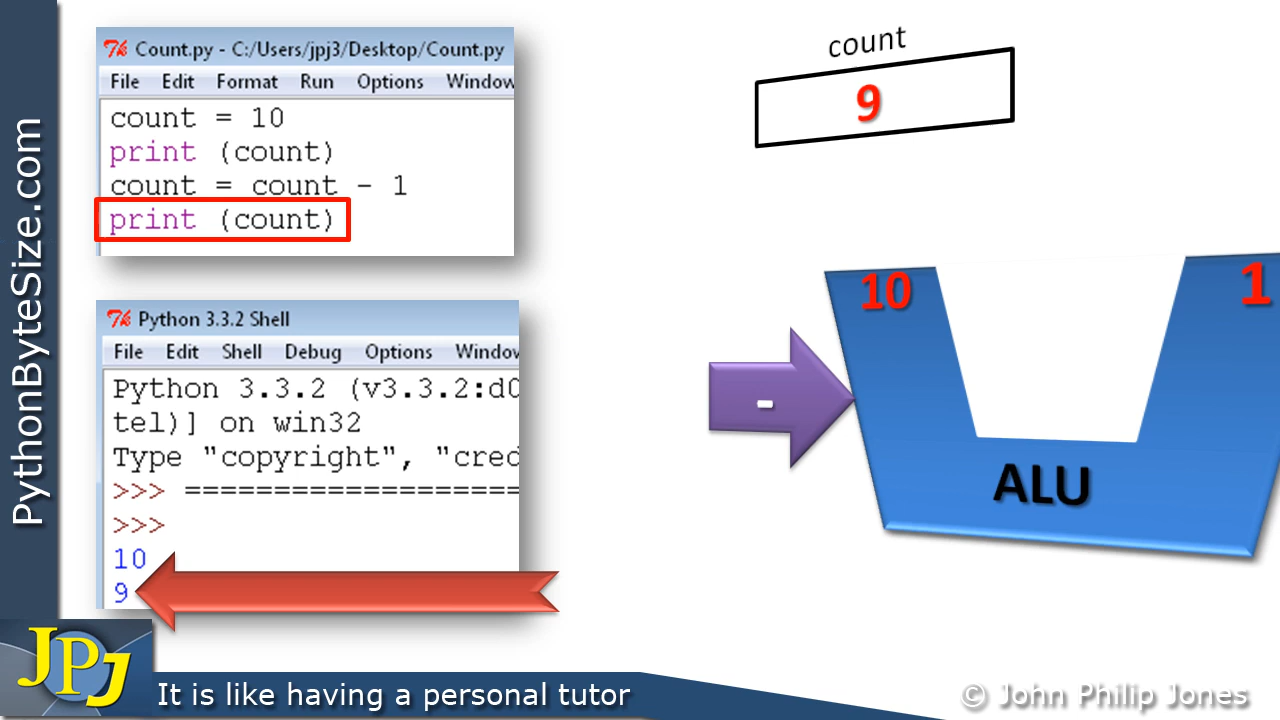 PythonByteSize.com
Count.py - C:/Users/jpj3/Desktop/Count.py
File Edit Format Run Options Window
count = 10
print (count)
count = count - 1
print (count)
Python 3.3.2 Shell
File Edit Shell Debug Options Window
Python 3.3.2 (v3.3.2:d0
tel)] on win32
Type "copyright", "cred
>>> ===================
>>>
10
9
count
9
10
1
-
ALU
JPJ
It is like having a personal tutor
© John Philip Jones